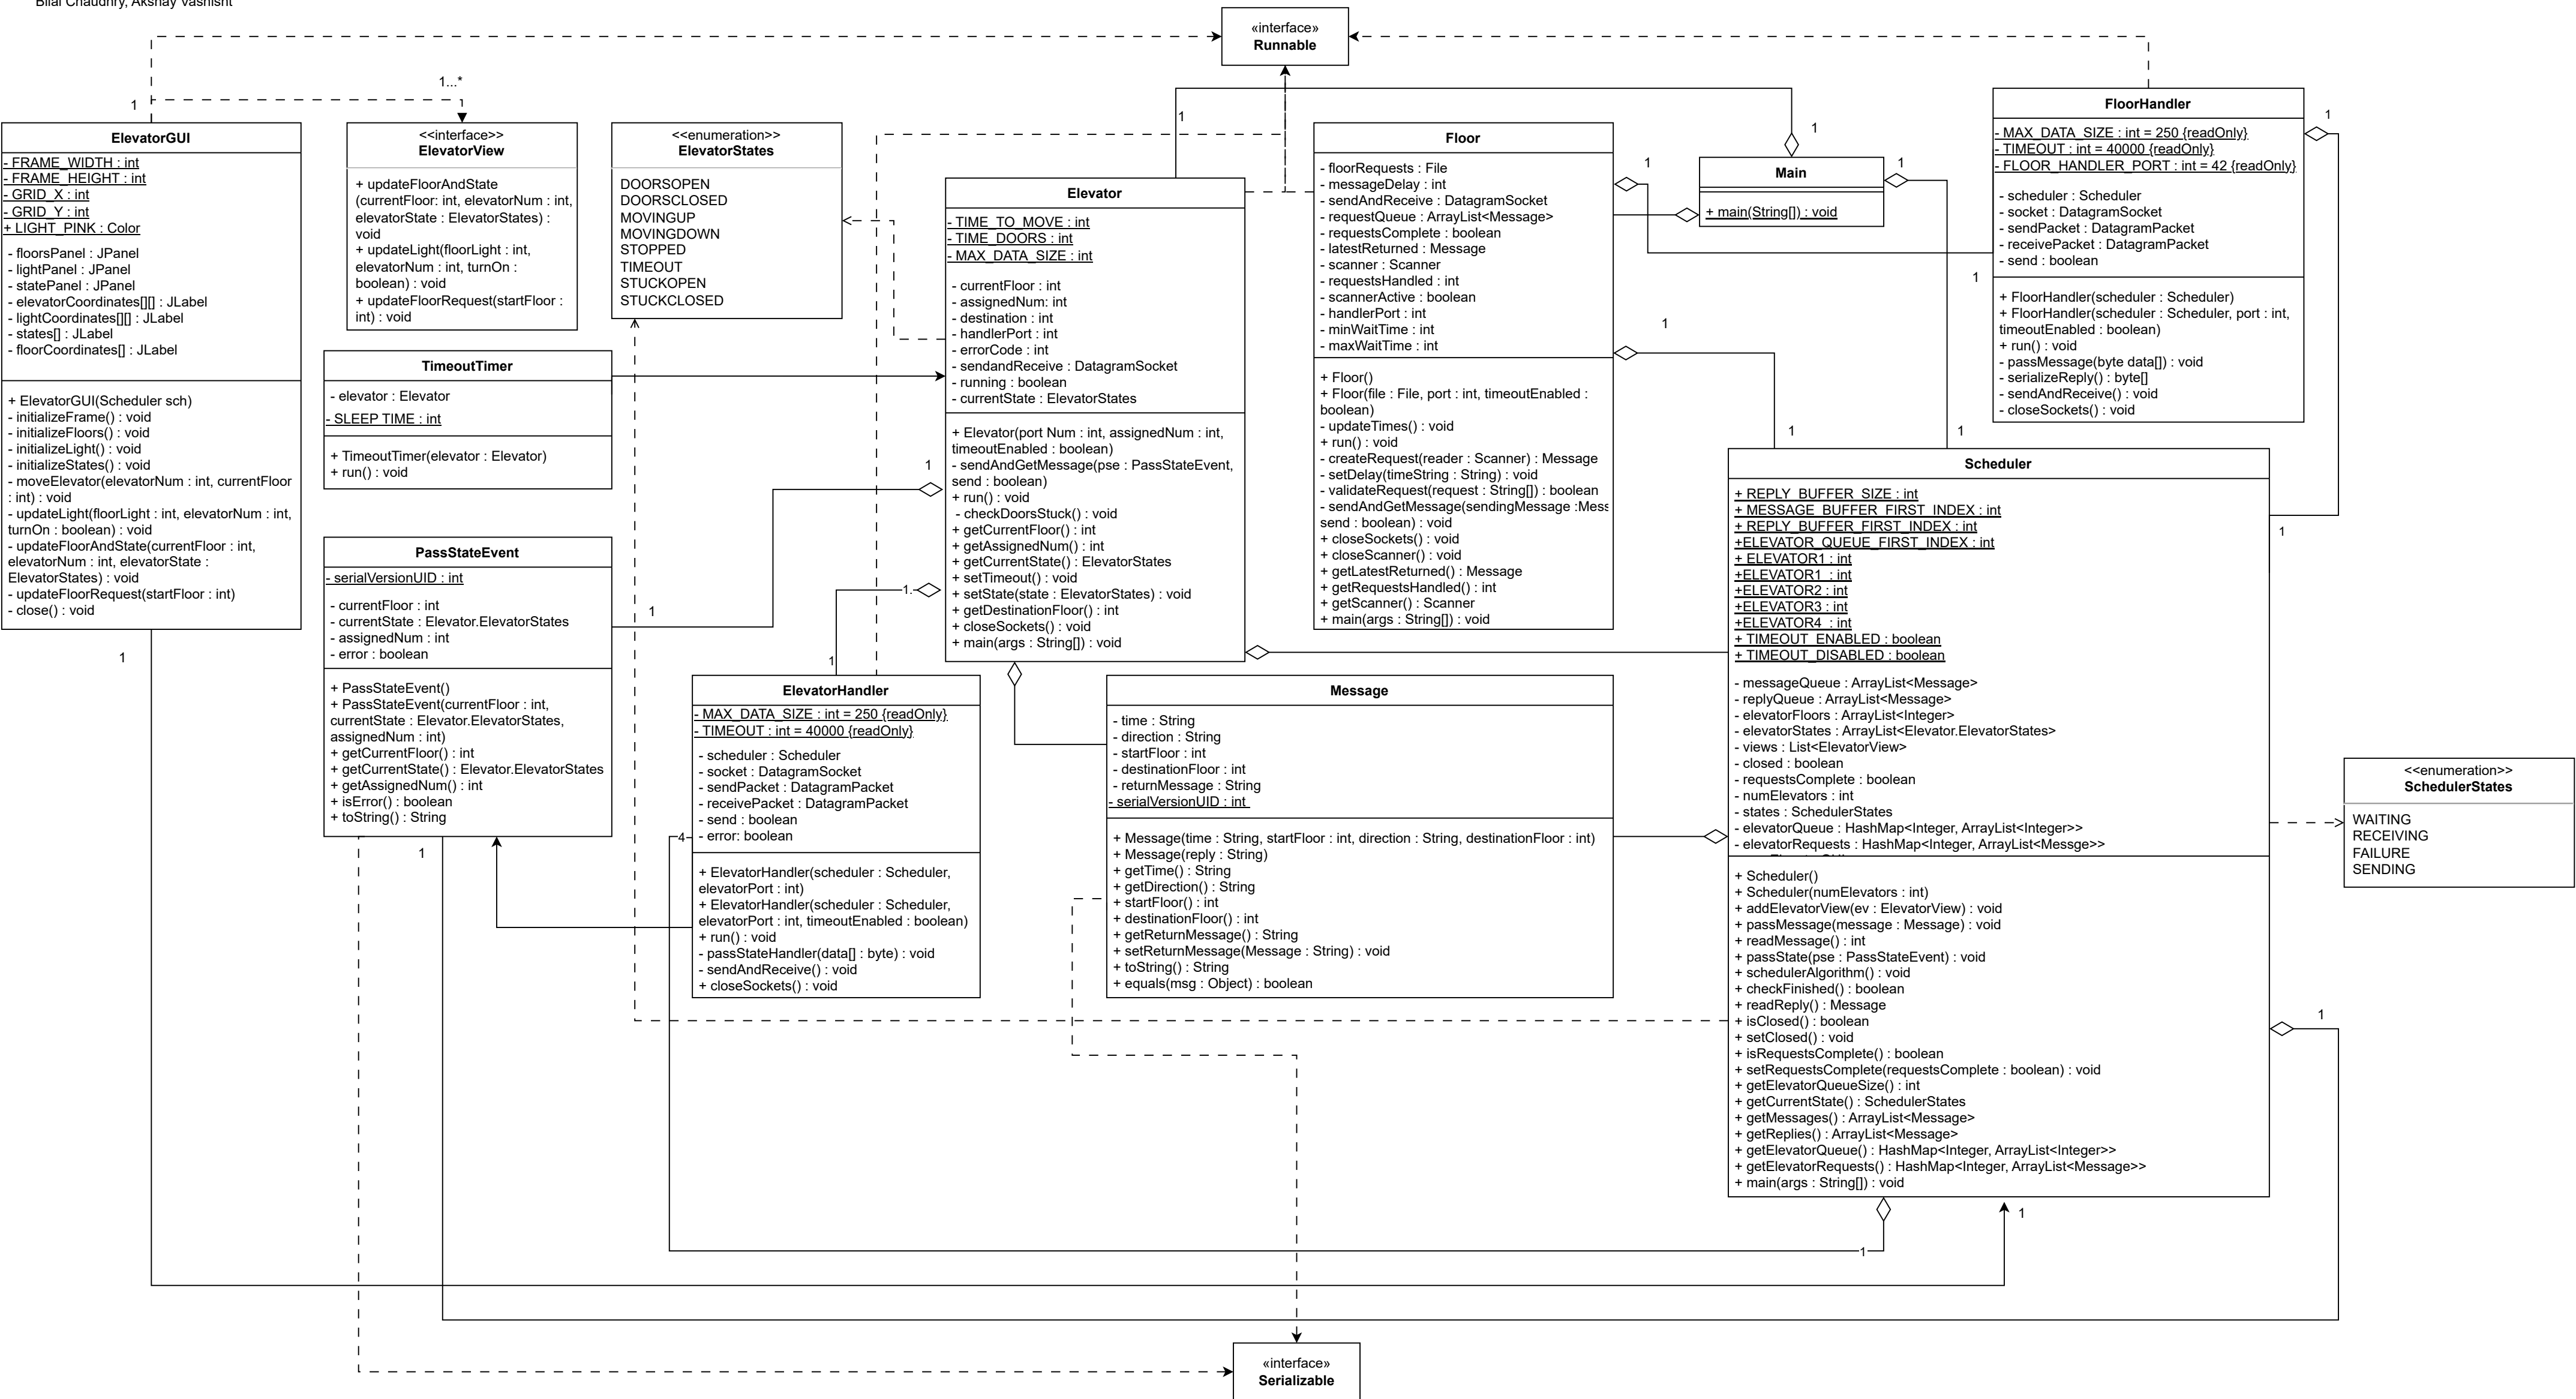 Bilal Chaudhry, Akshay Vashisht
«interface»
Runnable
1...*
1
1
1
ElevatorGUI
- FRAME_WIDTH : int
- FRAME_HEIGHT : int
- GRID_X : int
- GRID_Y : int
+ LIGHT_PINK : Color
- floorsPanel : JPanel
- lightPanel : JPanel
- statePanel : JPanel
- elevatorCoordinates[][] : JLabel
- lightCoordinates[][] : JLabel
- states[] : JLabel
- floorCoordinates[] : JLabel
+ ElevatorGUI(Scheduler sch)
- initializeFrame() : void
- initializeFloors() : void
- initializeLight() : void
- initializeStates() : void
- moveElevator(elevatorNum : int, currentFloor
: int) : void
- updateLight(floorLight : int, elevatorNum : int,
turnOn : boolean) : void
- updateFloorAndState(currentFloor : int,
elevatorNum : int, elevatorState :
ElevatorStates) : void
- updateFloorRequest(startFloor : int)
- close() : void
1
<<interface>>
ElevatorView
+ updateFloorAndState
(currentFloor: int, elevatorNum : int,
elevatorState : ElevatorStates) :
void
+ updateLight(floorLight : int,
elevatorNum : int, turnOn :
boolean) : void
+ updateFloorRequest(startFloor :
int) : void
<<enumeration>>
ElevatorStates
DOORSOPEN
DOORSCLOSED
MOVINGUP
MOVINGDOWN
STOPPED
TIMEOUT
STUCKOPEN
STUCKCLOSED
TimeoutTimer
- elevator : Elevator
- SLEEP TIME : int
+ TimeoutTimer(elevator : Elevator)
+ run() : void
PassStateEvent
- serialVersionUID : int
- currentFloor : int
- currentState : Elevator.ElevatorStates
- assignedNum : int
- error : boolean
+ PassStateEvent()
+ PassStateEvent(currentFloor : int,
currentState : Elevator.ElevatorStates,
assignedNum : int)
+ getCurrentFloor() : int
+ getCurrentState() : Elevator.ElevatorStates
+ getAssignedNum() : int
+ isError() : boolean
+ toString() : String
1
1
Elevator
- TIME_TO_MOVE : int
- TIME_DOORS : int
- MAX_DATA_SIZE : int
- currentFloor : int
- assignedNum: int
- destination : int
- handlerPort : int
- errorCode : int
- sendandReceive : DatagramSocket
- running : boolean
- currentState : ElevatorStates
+ Elevator(port Num : int, assignedNum : int,
timeoutEnabled : boolean)
- sendAndGetMessage(pse : PassStateEvent,
send : boolean)
+ run() : void
- checkDoorsStuck() : void
+ getCurrentFloor() : int
+ getAssignedNum() : int
+ getCurrentState() : ElevatorStates
+ setTimeout() : void
+ setState(state : ElevatorStates) : void
+ getDestinationFloor() : int
+ closeSockets() : void
+ main(args : String[]) : void
1
1.
1
ElevatorHandler
- MAX_DATA_SIZE : int = 250 {readOnly}
- TIMEOUT : int = 40000 {readOnly}
- scheduler : Scheduler
- socket : DatagramSocket
- sendPacket : DatagramPacket
- receivePacket : DatagramPacket
- send : boolean
- error: boolean
4
+ ElevatorHandler(scheduler : Scheduler,
elevatorPort : int)
+ ElevatorHandler(scheduler : Scheduler,
elevatorPort : int, timeoutEnabled : boolean)
+ run() : void
- passStateHandler(data[] : byte) : void
- sendAndReceive() : void
+ closeSockets() : void
Floor
- floorRequests : File
- messageDelay : int
- sendAndReceive : DatagramSocket
- requestQueue : ArrayList<Message>
- requestsComplete : boolean
- latestReturned : Message
- scanner : Scanner
- requestsHandled : int
- scannerActive : boolean
- handlerPort : int
- minWaitTime : int
- maxWaitTime : int
+ Floor()
+ Floor(file : File, port : int, timeoutEnabled :
boolean)
- updateTimes() : void
+ run() : void
- createRequest(reader : Scanner) : Message
- setDelay(timeString : String) : void
- validateRequest(request : String[]) : boolean
- sendAndGetMessage(sendingMessage :Mess
send : boolean) : void
+ closeSockets() : void
+ closeScanner() : void
+ getLatestReturned() : Message
+ getRequestsHandled() : int
+ getScanner() : Scanner
+ main(args : String[]) : void
1
Main
+ main(String[]) : void
1
1
1
1
1
1
FloorHandler
- MAX_DATA_SIZE : int = 250 {readOnly}
- TIMEOUT : int = 40000 {readOnly}
- FLOOR_HANDLER_PORT : int = 42 {readOnly}
- scheduler : Scheduler
- socket : DatagramSocket
- sendPacket : DatagramPacket
- receivePacket : DatagramPacket
- send : boolean
+ FloorHandler(scheduler : Scheduler)
+ FloorHandler(scheduler : Scheduler, port : int,
timeoutEnabled : boolean)
+ run() : void
- passMessage(byte data[]) : void
- serializeReply() : byte[]
- sendAndReceive() : void
- closeSockets() : void
1
1
Message
- time : String
- direction : String
- startFloor : int
- destinationFloor : int
- returnMessage : String
- serialVersionUID : int
+ Message(time : String, startFloor : int, direction : String, destinationFloor : int)
+ Message(reply : String)
+ getTime() : String
+ getDirection() : String
+ startFloor() : int
+ destinationFloor() : int
+ getReturnMessage() : String
+ setReturnMessage(Message : String) : void
+ toString() : String
+ equals(msg : Object) : boolean
Scheduler
+ REPLY_BUFFER_SIZE : int
+ MESSAGE_BUFFER_FIRST_INDEX : int
+ REPLY_BUFFER_FIRST_INDEX : int
+ELEVATOR_QUEUE_FIRST_INDEX : int
+ ELEVATOR1 : int
+ELEVATOR1 : int
+ELEVATOR2 : int
+ELEVATOR3 : int
+ELEVATOR4 : int
+ TIMEOUT_ENABLED : boolean
+ TIMEOUT_DISABLED : boolean
- messageQueue : ArrayList<Message>
- replyQueue : ArrayList<Message>
- elevatorFloors : ArrayList<Integer>
- elevatorStates : ArrayList<Elevator.ElevatorStates>
- views : List<ElevatorView>
- closed : boolean
- requestsComplete : boolean
- numElevators : int
- states : SchedulerStates
- elevatorQueue : HashMap<Integer, ArrayList<Integer>>
- elevatorRequests : HashMap<Integer, ArrayList<Messge>>
+ Scheduler()
+ Scheduler(numElevators : int)
+ addElevatorView(ev : ElevatorView) : void
+ passMessage(message : Message) : void
+ readMessage() : int
+ passState(pse : PassStateEvent) : void
+ schedulerAlgorithm() : void
+ checkFinished() : boolean
+ readReply() : Message
+ isClosed() : boolean
+ setClosed() : void
+ isRequestsComplete() : boolean
+ setRequestsComplete(requestsComplete : boolean) : void
+ getElevatorQueueSize() : int
+ getCurrentState() : SchedulerStates
+ getMessages() : ArrayList<Message>
+ getReplies() : ArrayList<Message>
+ getElevatorQueue() : HashMap<Integer, ArrayList<Integer>>
+ getElevatorRequests() : HashMap<Integer, ArrayList<Message>>
+ main(args : String[]) : void
1
1
1
<<enumeration>>
SchedulerStates
WAITING
RECEIVING
FAILURE
SENDING
«interface»
Serializable